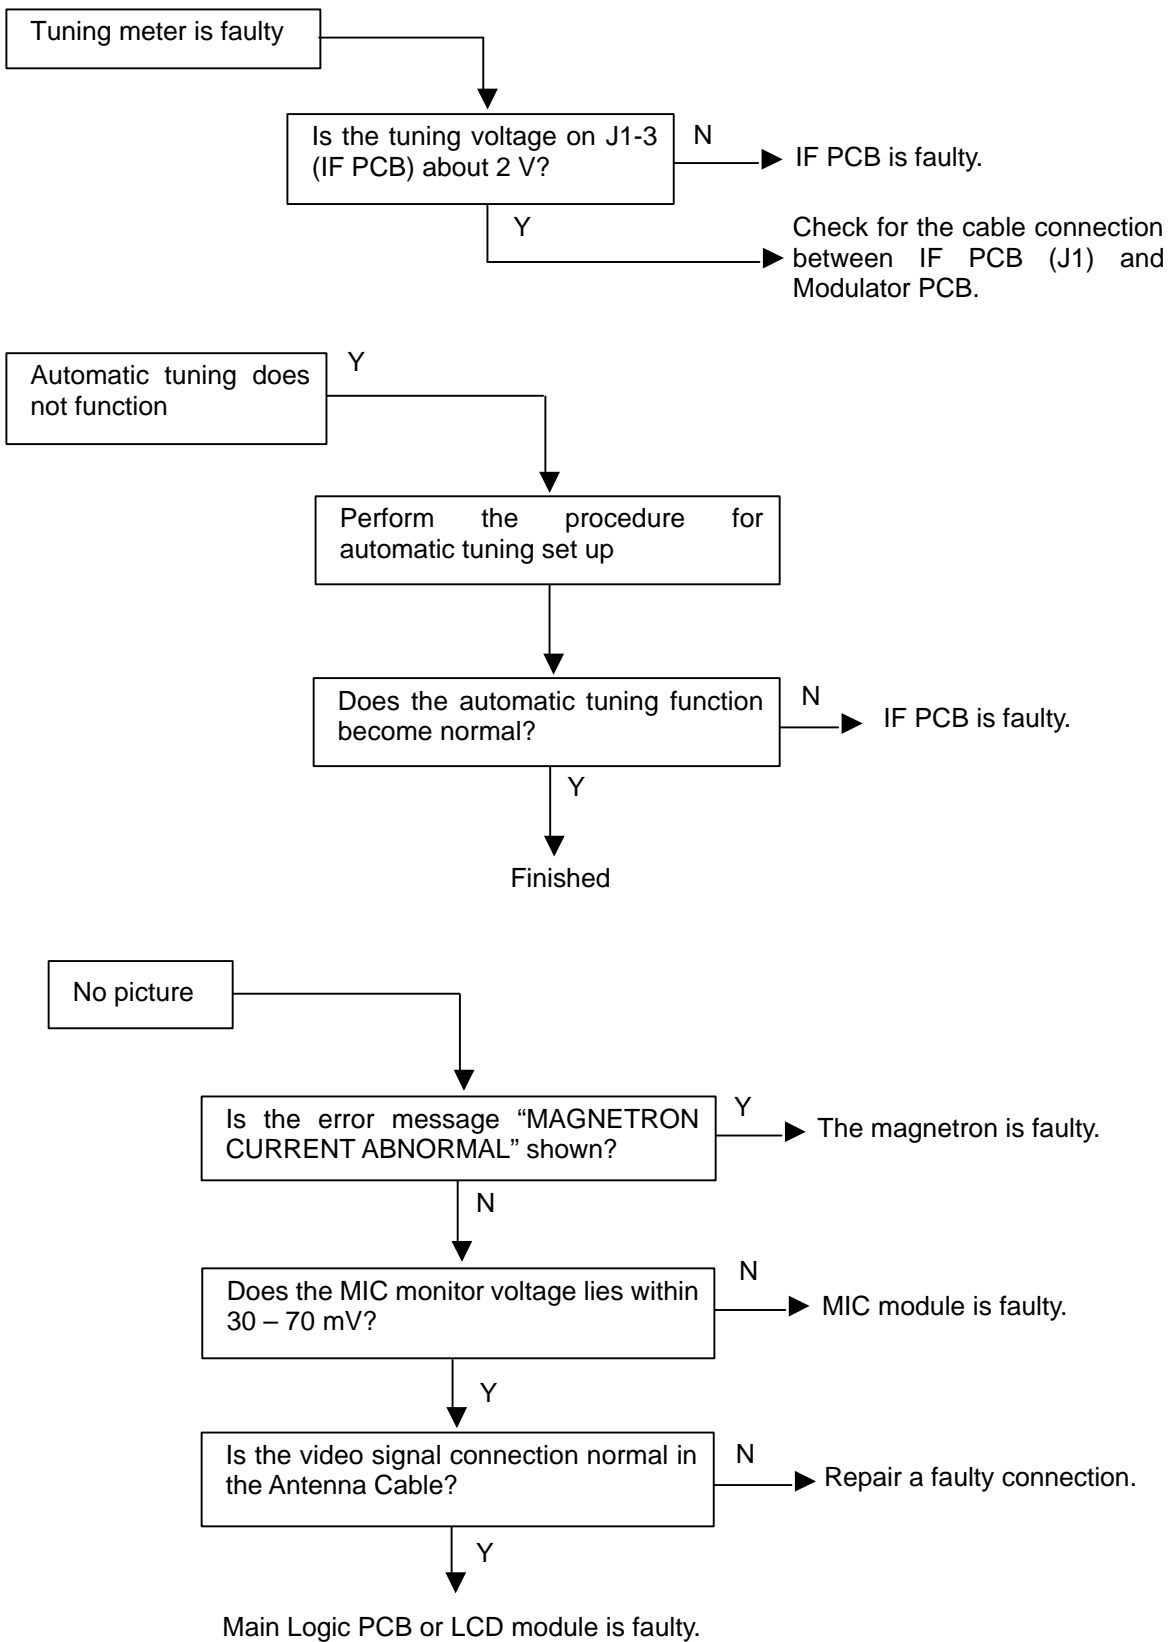 Tuning meter is faulty
Is the tuning voltage on J1-3
(IF PCB) about 2 V?
N
IF PCB is faulty.
Y
Check for the cable connection
between IF PCB (J1) and
Modulator PCB.
Automatic tuning does
not function
Y
Perform the procedure for
automatic tuning set up
Does the automatic tuning function
become normal?
N
IF PCB is faulty.
Y
Finished
No picture
Is the error message “MAGNETRON
CURRENT ABNORMAL” shown?
Y
The magnetron is faulty.
N
Does the MIC monitor voltage lies within
30 – 70 mV?
N
MIC module is faulty.
Y
Is the video signal connection normal in
the Antenna Cable?
N
Repair a faulty connection.
Y
Main Logic PCB or LCD module is faulty.